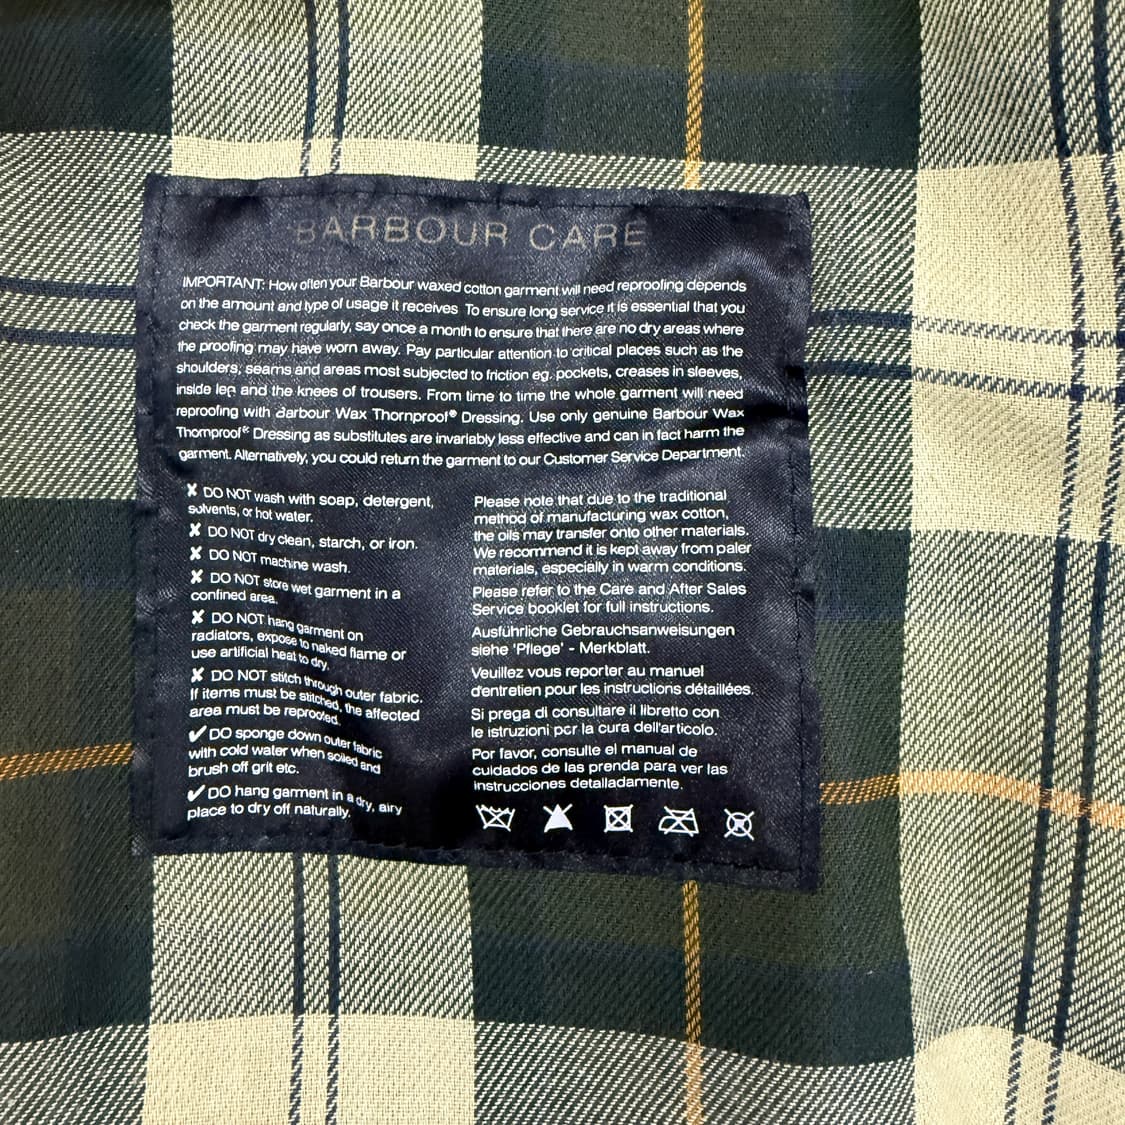 BARBOUR CARE
IMPORTANT: How often your Barbour waxed cotton garment will need reproofing depends
on the amount and type of usage it receives. To ensure long service it is essential that you
check the garment regularly, say once a month to ensure that there are no dry areas where
the proofing may have worn away. Pay particular attention to critical places such as the
shoulders, seams and areas most subjected to friction eg. pockets, creases in sleeves,
inside leg and the knees of trousers. From time to time the whole garment will need
reproofing with Barbour Wax Thornproof® Dressing. Use only genuine Barbour Wax
Thornproof® Dressing as substitutes are invariably less effective and can in fact harm the
garment. Alternatively, you could return the garment to our Customer Service Department.
✘ DO NOT wash with soap, detergent,
solvents, or hot water.
✘ DO NOT dry clean, starch, or iron.
✘ DO NOT machine wash.
✘ DO NOT store wet garment in a
confined area.
✘ DO NOT hang garment on
radiators, expose to naked flame or
use artificial heat to dry.
✘ DO NOT stitch through outer fabric.
If items must be stitched, the affected
area must be reproofed.
✔ DO sponge down outer fabric
with cold water when soiled and
brush off grit etc.
✔ DO hang garment in a dry, airy
place to dry off naturally.
Please note that due to the traditional
method of manufacturing wax cotton,
the oils may transfer onto other materials.
We recommend it is kept away from paler
materials, especially in warm conditions.
Please refer to the Care and After Sales
Service booklet for full instructions.
Ausführliche Gebrauchsanweisungen
siehe 'Pflege' - Merkblatt.
Veuillez vous reporter au manuel
d'entretien pour les instructions détaillées.
Si prega di consultare il libretto con
le istruzioni per la cura dell'articolo.
Por favor, consulte el manual de
cuidados de las prenda para ver las
instrucciones detalladamente.